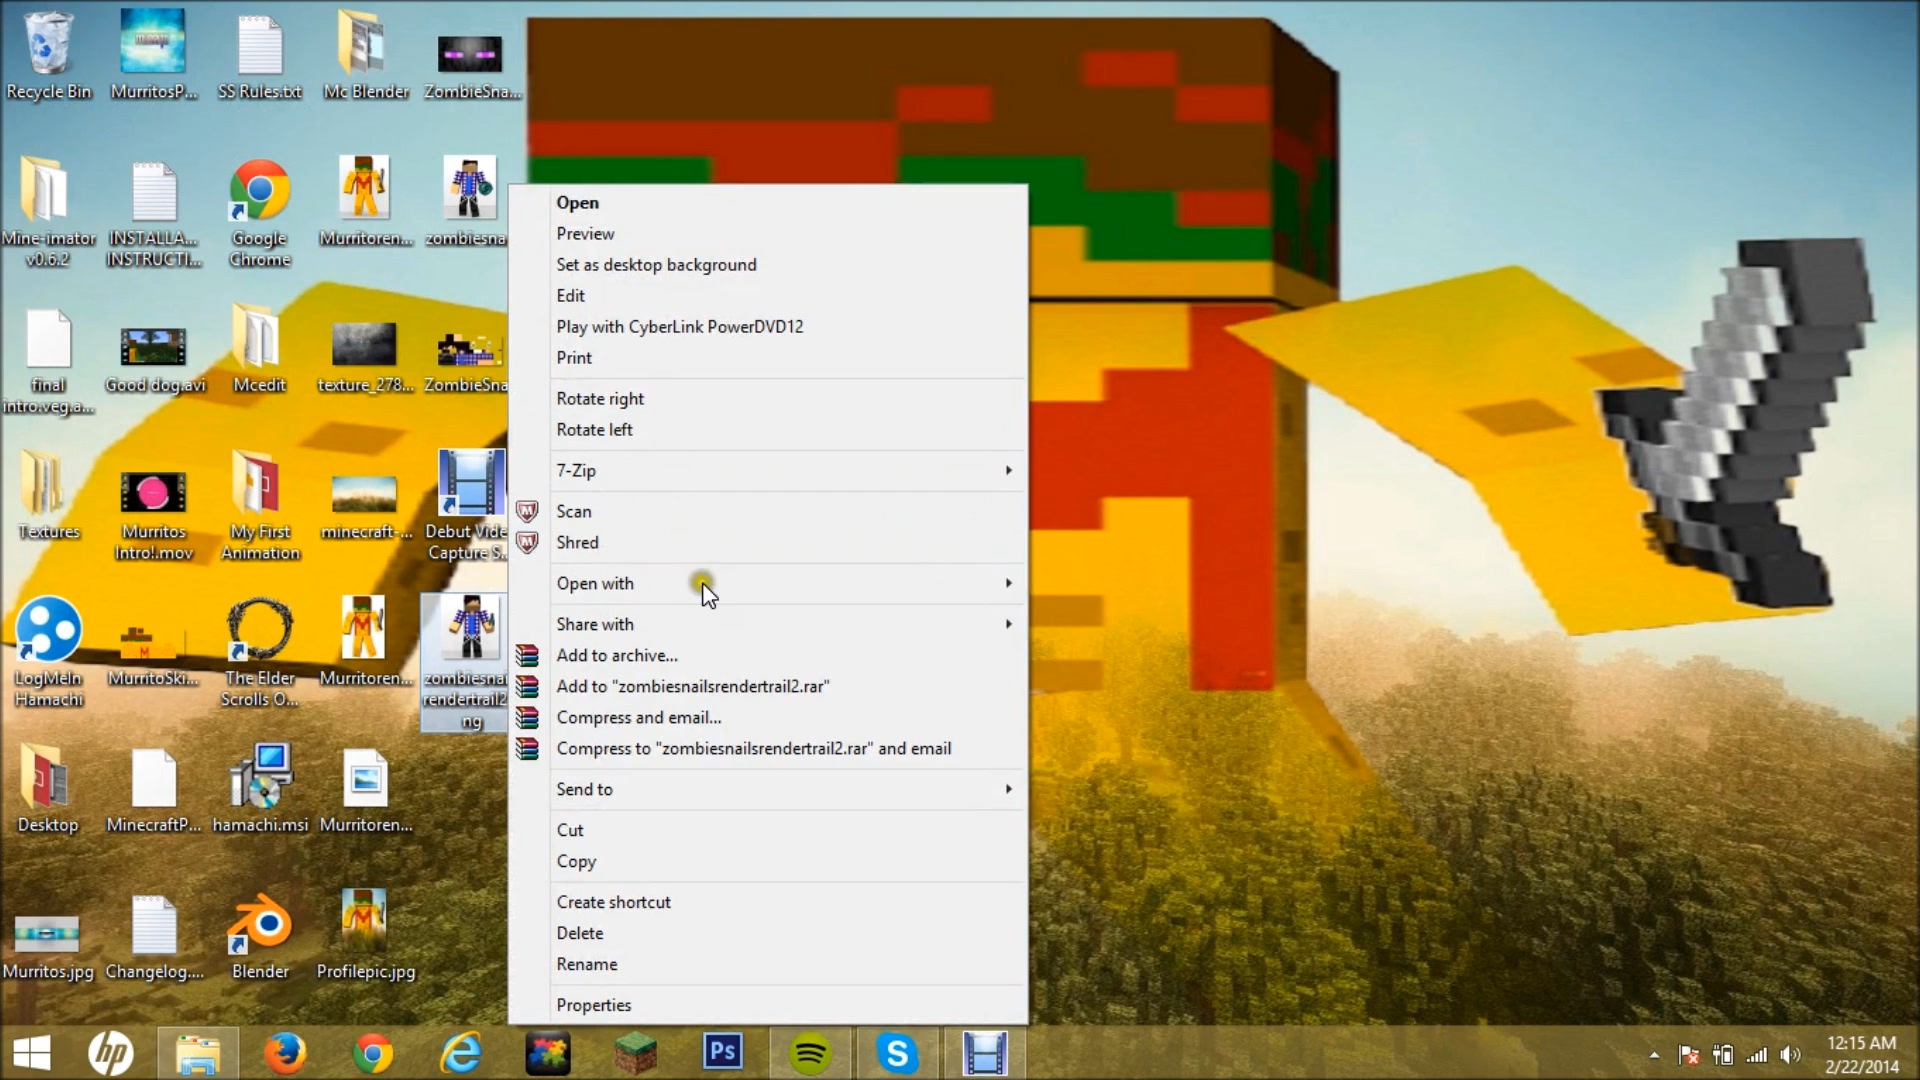 Recycle Bin
MurritosP...
SS Rules.txt
Mc Blender
ZombieSna...
Mine-imator
v0.6.2
INSTALLA...
INSTRUCTI...
Google
Chrome
Murritoren...
zombiesna
final
intro.veg.a...
Good dog.avi
Mcedit
texture_278...
ZombieSna
Textures
Murritos
Intro!.mov
My First
Animation
minecraft-...
Debut Vide
Capture S...
LogMeIn
Hamachi
MurritoSki...
The Elder
Scrolls O...
Murritoren...
zombiesnai
rendertrail2
ng
Desktop
MinecraftP...
hamachi.msi
Murritoren...
Murritos.jpg
Changelog....
Blender
Profilepic.jpg
Open
Preview
Set as desktop background
Edit
Play with CyberLink PowerDVD12
Print
Rotate right
Rotate left
7-Zip
Scan
Shred
Open with
Share with
Add to archive...
Add to "zombiesnailsrendertrail2.rar"
Compress and email...
Compress to "zombiesnailsrendertrail2.rar" and email
Send to
Cut
Copy
Create shortcut
Delete
Rename
Properties
hp
Ps
S
12:15 AM
2/22/2014